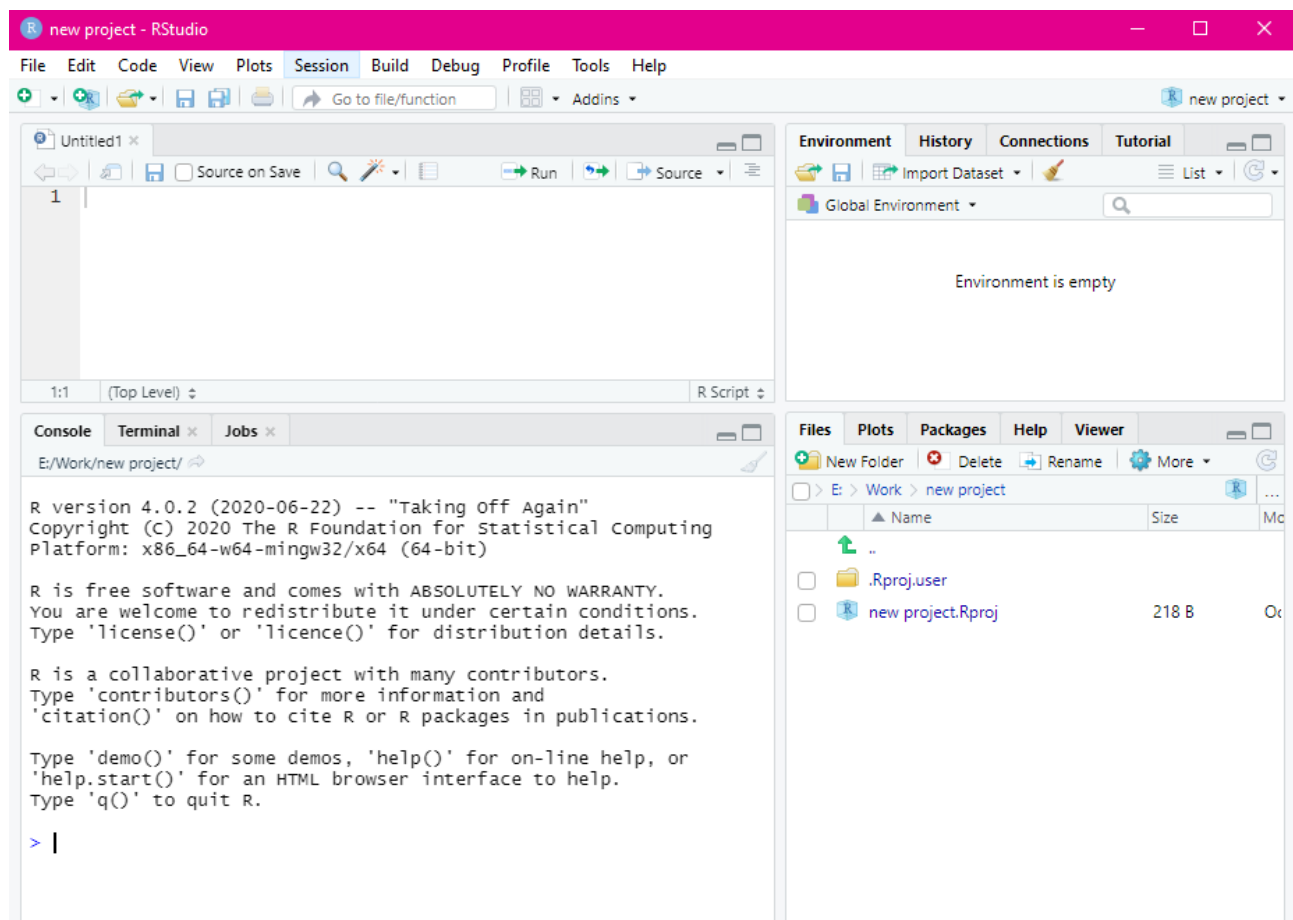 new project - RStudio
File Edit Code View Plots Session Build Debug Profile Tools Help
Go to file/function Addins new project
Untitled1
Source on Save Run Source
1
1:1 (Top Level) R Script
Environment History Connections Tutorial
Import Dataset List
Global Environment
Environment is empty
Console Terminal Jobs
E:/Work/new project/
R version 4.0.2 (2020-06-22) -- "Taking Off Again"
Copyright (C) 2020 The R Foundation for Statistical Computing
Platform: x86_64-w64-mingw32/x64 (64-bit)
R is free software and comes with ABSOLUTELY NO WARRANTY.
You are welcome to redistribute it under certain conditions.
Type 'license()' or 'licence()' for distribution details.
R is a collaborative project with many contributors.
Type 'contributors()' for more information and
'citation()' on how to cite R or R packages in publications.
Type 'demo()' for some demos, 'help()' for on-line help, or
'help.start()' for an HTML browser interface to help.
Type 'q()' to quit R.
>
Files Plots Packages Help Viewer
New Folder Delete Rename More
E: > Work > new project ...
Name Size Mo
..
.Rproj.user
new project.Rproj 218 B Oc